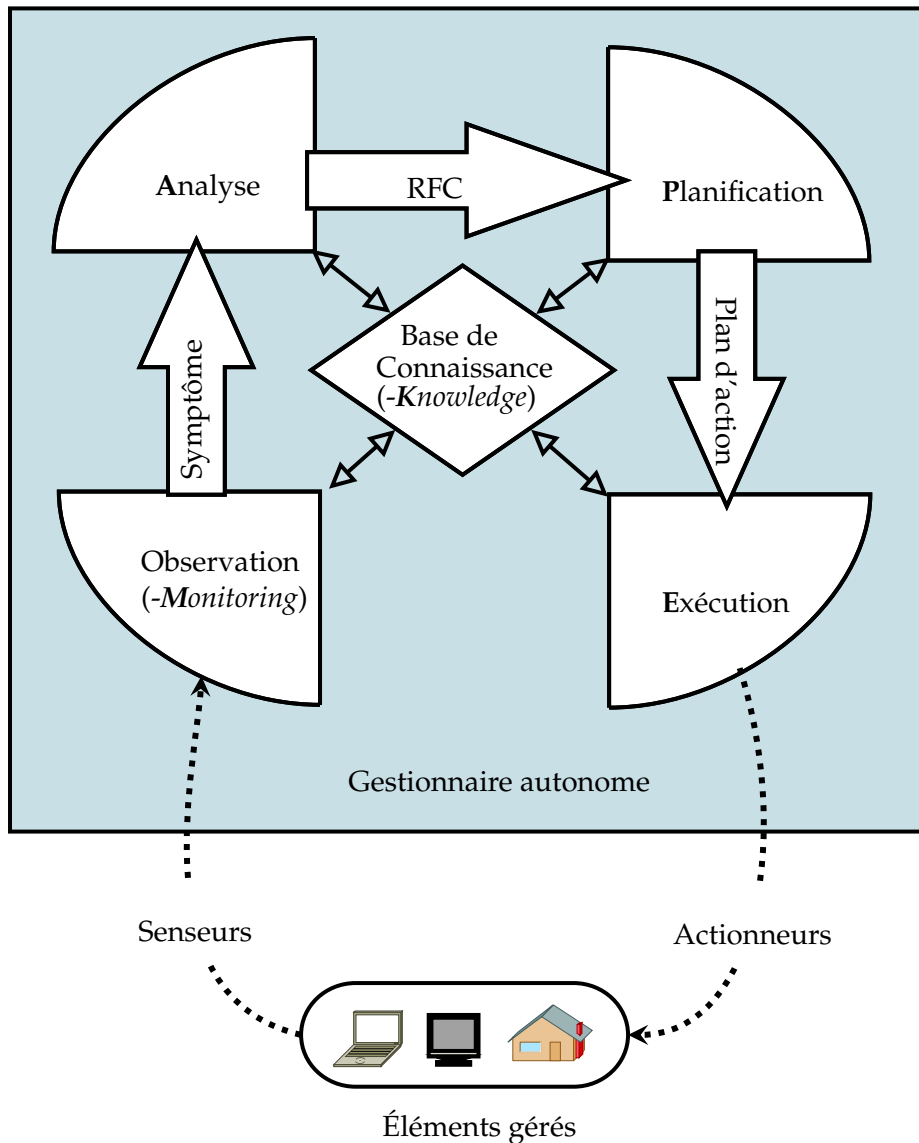 Analyse
RFC
Planification
Symptôme
Base de
Connaissance
(-Knowledge)
Plan d'action
Observation
(-Monitoring)
Exécution
Gestionnaire autonome
Senseurs
Actionneurs
Éléments gérés